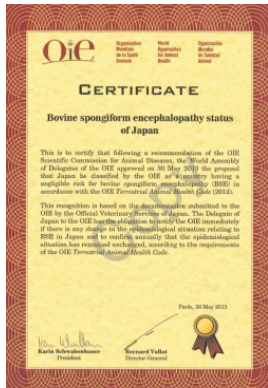 Oie
Organisation Mondiale de la Santé Animale
World Organisation for Animal Health
Organización Mundial de Sanidad Animal
CERTIFICATE
Bovine spongiform encephalopathy status
of Japan
This is to certify that following a recommendation of the OIE
Scientific Commission for Animal Diseases, the World Assembly
of Delegates of the OIE approved on 30 May 2013 the proposal
that Japan be classified by the OIE as a country having a
negligible risk for bovine spongiform encephalopathy (BSE) in
accordance with the OIE Terrestrial Animal Health Code (2012).
This recognition is based on the documentation submitted to the
OIE by the Official Veterinary Services of Japan. The Delegate
of Japan to the OIE has the obligation to notify the OIE immediately
if there is any change in the epidemiological situation relating to
BSE in Japan and to confirm annually that the epidemiological
situation has remained unchanged, according to the requirements
of the OIE Terrestrial Animal Health Code.
Paris, 30 May 2013
Karin Schwabenbauer
President
Bernard Vallat
Director General